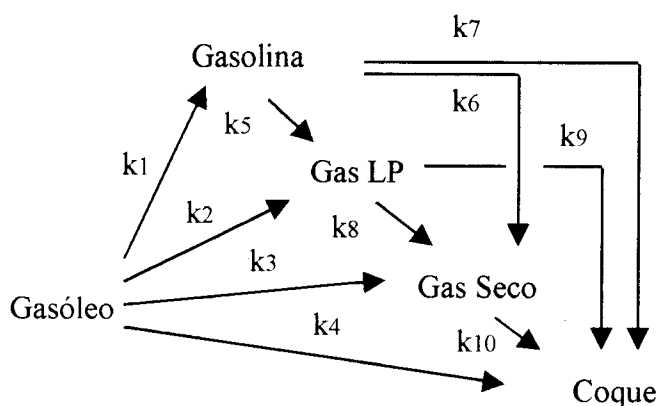 k7
Gasolina
k6
k5
k9
k1
Gas LP
k2
k8
k3
Gas Seco
Gasóleo
k4
k10
Coque